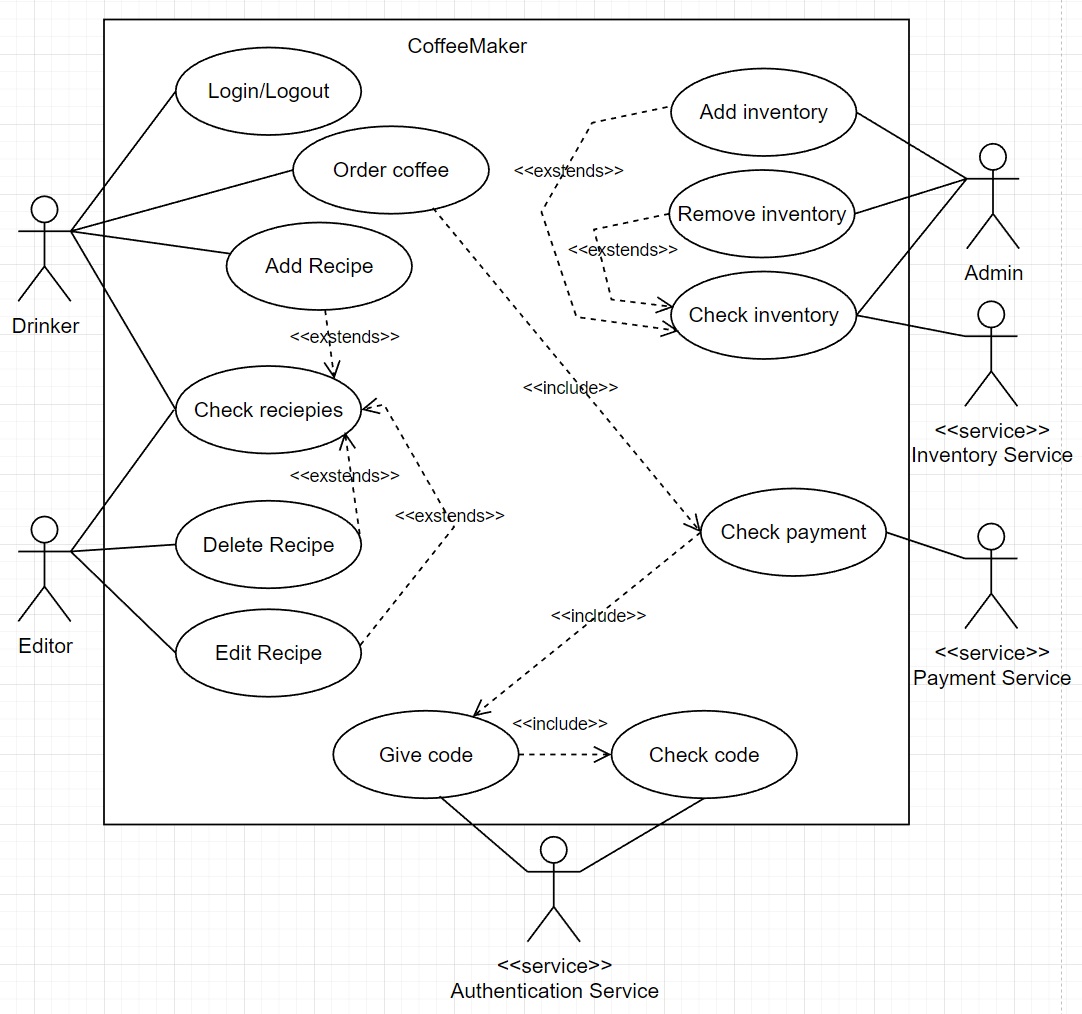 CoffeeMaker
Login/Logout
Add inventory
Order coffee
<<exstends>>
Remove inventory
<<exstends>>
Add Recipe
Admin
Drinker
Check inventory
<<exstends>>
<<include>>
Check reciepies
<<service>>
Inventory Service
<<exstends>>
<<exstends>>
Check payment
Delete Recipe
<<include>>
Editor
Edit Recipe
<<service>>
Payment Service
<<include>>
Give code
Check code
<<service>>
Authentication Service